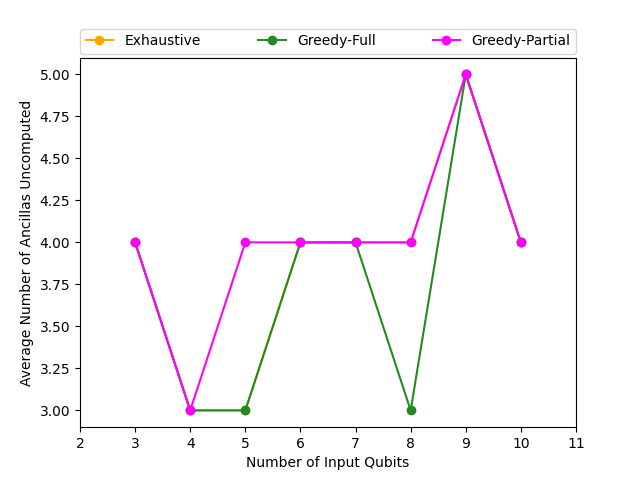 Exhaustive Greedy-Full Greedy-Partial
5.00
4.75
4.50
4.25
4.00
3.75
3.50
3.25
3.00
Average Number of Ancillas Uncomputed
2 3 4 5 6 7 8 9 10 11
Number of Input Qubits